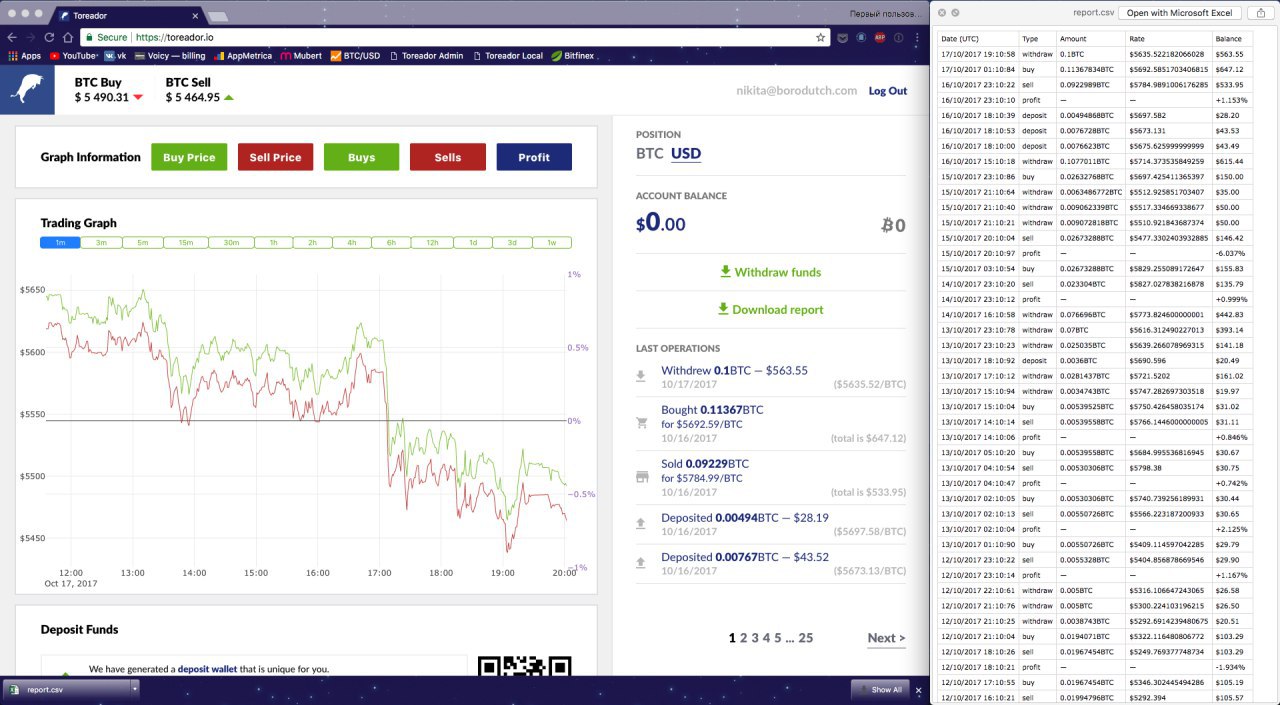 Toreador
Первый пользов...
Secure https://toreador.io
Apps YouTube vk Voicy — billing AppMetrica Mubert BTC/USD Toreador Admin Toreador Local Bitfinex
BTC Buy
$ 5 490.31
BTC Sell
$ 5 464.95
nikita@borodutch.com Log Out
Graph Information Buy Price Sell Price Buys Sells Profit
Trading Graph
1m 3m 5m 15m 30m 1h 2h 4h 6h 12h 1d 3d 1w
1%
$5650
$5600
0.5%
$5550
0%
$5500
−0.5%
$5450
−1%
12:00 13:00 14:00 15:00 16:00 17:00 18:00 19:00 20:00
Oct 17, 2017
Deposit Funds
We have generated a deposit wallet that is unique for you.
POSITION
BTC USD
ACCOUNT BALANCE
$0.00 ₿0
Withdraw funds
Download report
LAST OPERATIONS
Withdrew 0.1BTC — $563.55
10/17/2017 ($5635.52/BTC)
Bought 0.11367BTC
for $5692.59/BTC
10/16/2017 (total is $647.12)
Sold 0.09229BTC
for $5784.99/BTC
10/16/2017 (total is $533.95)
Deposited 0.00494BTC — $28.19
10/16/2017 ($5697.58/BTC)
Deposited 0.00767BTC — $43.52
10/16/2017 ($5673.13/BTC)
1 2 3 4 5 ... 25 Next >
report.csv Show All
report.csv Open with Microsoft Excel
Date (UTC) Type Amount Rate Balance
17/10/2017 19:10:58 withdraw 0.1BTC $5635.522182066028 $563.55
17/10/2017 01:10:84 buy 0.11367834BTC $5692.5851703406815 $647.12
16/10/2017 23:10:22 sell 0.0922989BTC $5784.9891006176285 $533.95
16/10/2017 23:10:10 profit — — +1.153%
16/10/2017 18:10:39 deposit 0.00494868BTC $5697.582 $28.20
16/10/2017 18:10:53 deposit 0.0076728BTC $5673.131 $43.53
16/10/2017 18:10:00 deposit 0.0076623BTC $5675.625999999999 $43.49
16/10/2017 15:10:18 withdraw 0.1077011BTC $5714.373535849259 $615.44
15/10/2017 23:10:86 buy 0.02632768BTC $5697.425411365397 $150.00
15/10/2017 21:10:64 withdraw 0.0063486772BTC $5512.925851703407 $35.00
15/10/2017 21:10:40 withdraw 0.009062339BTC $5517.334669338677 $50.00
15/10/2017 21:10:21 withdraw 0.009072818BTC $5510.921843687374 $50.00
15/10/2017 20:10:04 sell 0.02673288BTC $5477.3302403932885 $146.42
15/10/2017 20:10:97 profit — — -6.037%
15/10/2017 03:10:54 buy 0.02673288BTC $5829.255089172647 $155.83
14/10/2017 23:10:20 sell 0.023304BTC $5827.027838216878 $135.79
14/10/2017 23:10:12 profit — — +0.999%
14/10/2017 16:10:58 withdraw 0.076696BTC $5773.824600000001 $442.83
13/10/2017 23:10:78 withdraw 0.07BTC $5616.312490227013 $393.14
13/10/2017 23:10:23 withdraw 0.025035BTC $5639.266078969315 $141.18
13/10/2017 18:10:92 deposit 0.0036BTC $5690.596 $20.49
13/10/2017 17:10:12 withdraw 0.0281437BTC $5721.5202 $161.02
13/10/2017 15:10:94 withdraw 0.0034743BTC $5747.282697303518 $19.97
13/10/2017 15:10:04 buy 0.00539525BTC $5750.426458035174 $31.02
13/10/2017 14:10:14 sell 0.00539558BTC $5766.1446000000005 $31.11
13/10/2017 14:10:06 profit — — +0.846%
13/10/2017 05:10:20 buy 0.00539558BTC $5684.995536816945 $30.67
13/10/2017 04:10:54 sell 0.00530306BTC $5798.38 $30.75
13/10/2017 04:10:47 profit — — +0.742%
13/10/2017 02:10:05 buy 0.00530306BTC $5740.739256189931 $30.44
13/10/2017 02:10:13 sell 0.00550726BTC $5566.223187200933 $30.65
13/10/2017 02:10:04 profit — — +2.125%
13/10/2017 01:10:90 buy 0.00550726BTC $5409.114597042285 $29.79
12/10/2017 23:10:22 sell 0.0055328BTC $5404.856878669546 $29.90
12/10/2017 23:10:14 profit — — +1.167%
12/10/2017 22:10:61 withdraw 0.005BTC $5316.106647243065 $26.58
12/10/2017 21:10:76 withdraw 0.005BTC $5300.224103196215 $26.50
12/10/2017 21:10:25 withdraw 0.0038743BTC $5292.6914239480675 $20.51
12/10/2017 21:10:04 buy 0.0194071BTC $5322.116480806772 $103.29
12/10/2017 18:10:26 sell 0.01967454BTC $5249.769377748734 $103.29
12/10/2017 18:10:21 profit — — -1.934%
12/10/2017 17:10:55 buy 0.01967454BTC $5346.302445494286 $105.19
12/10/2017 16:10:21 sell 0.01994796BTC $5292.394 $105.57